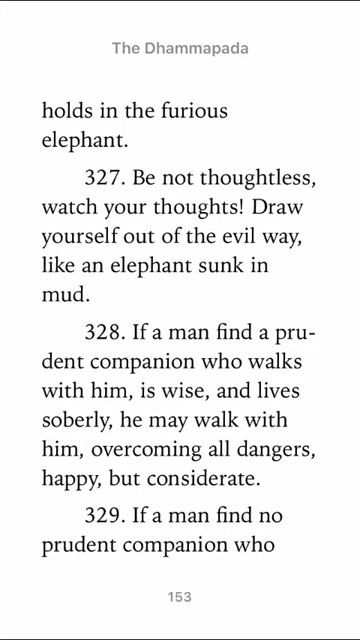 The Dhammapada
holds in the furious
elephant.
327. Be not thoughtless,
watch your thoughts! Draw
yourself out of the evil way,
like an elephant sunk in
mud.
328. If a man find a pru-
dent companion who walks
with him, is wise, and lives
soberly, he may walk with
him, overcoming all dangers,
happy, but considerate.
329. If a man find no
prudent companion who
153